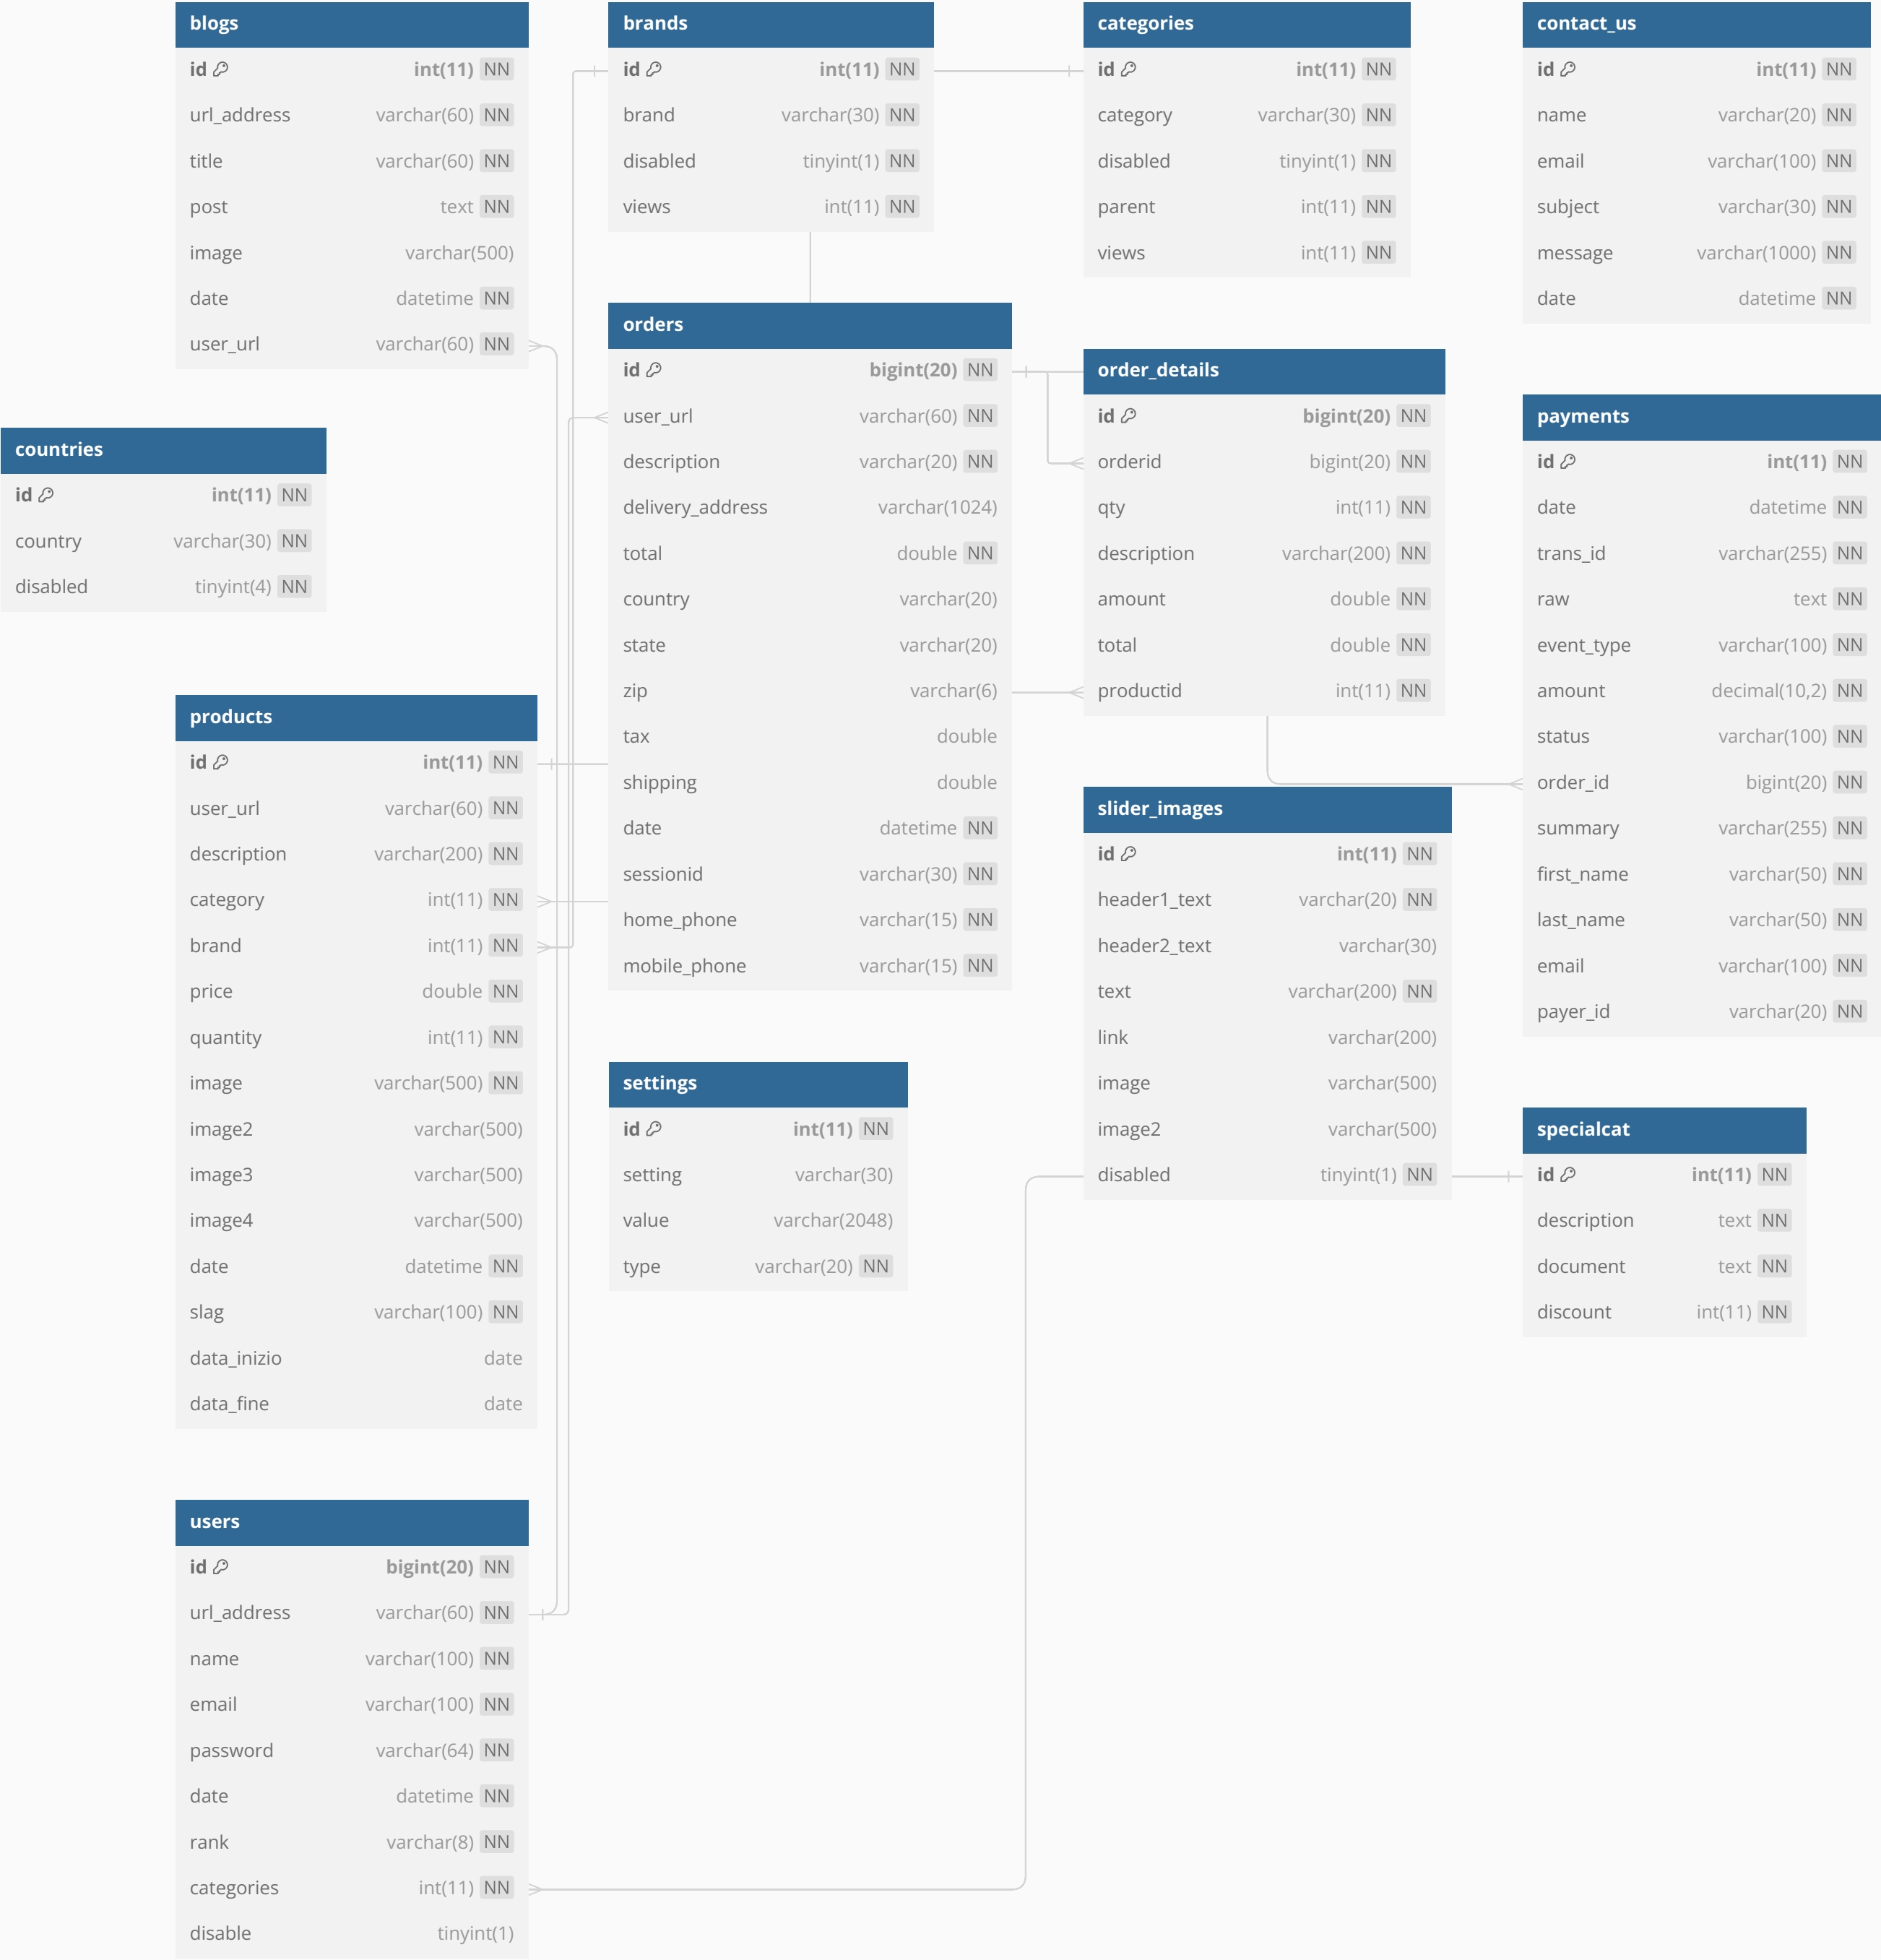 blogs
id int(11) NN
url_address varchar(60) NN
title varchar(60) NN
post text NN
image varchar(500)
date datetime NN
user_url varchar(60) NN
brands
id int(11) NN
brand varchar(30) NN
disabled tinyint(1) NN
views int(11) NN
categories
id int(11) NN
category varchar(30) NN
disabled tinyint(1) NN
parent int(11) NN
views int(11) NN
contact_us
id int(11) NN
name varchar(20) NN
email varchar(100) NN
subject varchar(30) NN
message varchar(1000) NN
date datetime NN
countries
id int(11) NN
country varchar(30) NN
disabled tinyint(4) NN
orders
id bigint(20) NN
user_url varchar(60) NN
description varchar(20) NN
delivery_address varchar(1024)
total double NN
country varchar(20)
state varchar(20)
zip varchar(6)
tax double
shipping double
date datetime NN
sessionid varchar(30) NN
home_phone varchar(15) NN
mobile_phone varchar(15) NN
order_details
id bigint(20) NN
orderid bigint(20) NN
qty int(11) NN
description varchar(200) NN
amount double NN
total double NN
productid int(11) NN
payments
id int(11) NN
date datetime NN
trans_id varchar(255) NN
raw text NN
event_type varchar(100) NN
amount decimal(10,2) NN
status varchar(100) NN
order_id bigint(20) NN
summary varchar(255) NN
first_name varchar(50) NN
last_name varchar(50) NN
email varchar(100) NN
payer_id varchar(20) NN
products
id int(11) NN
user_url varchar(60) NN
description varchar(200) NN
category int(11) NN
brand int(11) NN
price double NN
quantity int(11) NN
image varchar(500) NN
image2 varchar(500)
image3 varchar(500)
image4 varchar(500)
date datetime NN
slag varchar(100) NN
data_inizio date
data_fine date
slider_images
id int(11) NN
header1_text varchar(20) NN
header2_text varchar(30)
text varchar(200) NN
link varchar(200)
image varchar(500)
image2 varchar(500)
disabled tinyint(1) NN
settings
id int(11) NN
setting varchar(30)
value varchar(2048)
type varchar(20) NN
specialcat
id int(11) NN
description text NN
document text NN
discount int(11) NN
users
id bigint(20) NN
url_address varchar(60) NN
name varchar(100) NN
email varchar(100) NN
password varchar(64) NN
date datetime NN
rank varchar(8) NN
categories int(11) NN
disable tinyint(1)